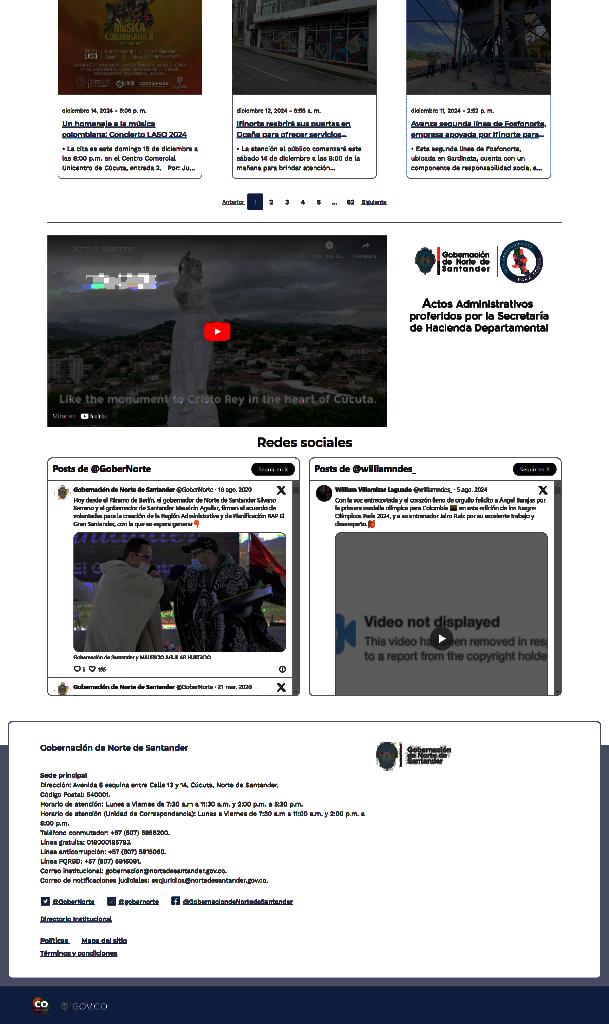 MÚSICA
COLOMBIANA
diciembre 14, 2024 - 5:06 p. m.
Un homenaje a la música
colombiana: Concierto LASO 2024
• La cita es este domingo 15 de diciembre a
las 6:00 p.m. en el Centro Comercial
Unicentro de Cúcuta, entrada 2. Por: Ju...
diciembre 12, 2024 -
Ifinorte reabrirá sus puertas en
Ocaña para ofrecer servicios...
• La atención al público comenzará este
sábado 14 de diciembre a las 8:00 de la
mañana para brindar atención...
diciembre 11, 2024 - 2:52 p. m.
Avanza segunda línea de Fosfonorte,
empresa apoyada por Ifinorte para...
• Esta segunda línea de Fosfonorte,
ubicada en Sardinata, cuenta con un
componente de responsabilidad social, e...
Anterior 1 2 3 4 5 ... 62 Siguiente
Norte de Santander
Compartir
Like the monument to Cristo Rey in the heart of Cucuta.
Mirar en YouTube
Gobernación
de Norte de
Santander
Actos Administrativos
proferidos por la Secretaría
de Hacienda Departamental
Redes sociales
Posts de @GoberNorte
Seguir en X
Gobernación de Norte de Santander @GoberNorte · 18 ago. 2020
Hoy desde el Páramo de Berlín, el gobernador de Norte de Santander Silvano
Serrano y el gobernador de Santander Mauricio Aguilar, firman el acuerdo de
voluntades para la creación de la Región Administrativa y de Planificación RAP El
Gran Santander, con la que se espera generar
Gobernación de Santander y MAURICIO AGUILAR HURTADO
Gobernación de Norte de Santander @GoberNorte · 21 mar. 2020
Posts de @williamndes_
Seguir en X
William Villamizar Laguado @williamndes_ · 5 ago. 2024
Con la voz entrecortada y el corazón lleno de orgullo felicito a Ángel Barajas por
la primera medalla olímpica para Colombia en esta edición de los Juegos
Olímpicos París 2024, y a su entrenador Jairo Ruiz por su excelente trabajo y
desempeño.
Video not displayed
This video has been removed in resp
to a report from the copyright holde
Gobernación de Norte de Santander
Gobernación
de Norte de
Santander
Sede principal
Dirección: Avenida 5 esquina entre Calle 13 y 14, Cúcuta, Norte de Santander.
Código Postal: 540001.
Horario de atención: Lunes a Viernes de 7:30 a.m a 11:30 a.m. y 2:00 p.m. a 5:30 p.m.
Horario de atención (Unidad de Correspondencia): Lunes a Viernes de 7:30 a.m a 11:00 a.m. y 2:00 p.m. a
5:00 p.m.
Teléfono conmutador: +57 (607) 5956200.
Línea gratuita:
Línea anticorrupción: +57 (607)
Línea PQRSD: +57 (607)
Correo institucional: gobernacion@nortedesantander.gov.co.
Correo de notificaciones judiciales: secjuridica@nortedesantander.gov.co.
@GoberNorte @gobernorte @GobernaciondeNortedeSantander
Directorio Institucional
Políticas Mapa del sitio
Términos y condiciones
CO GOV.CO